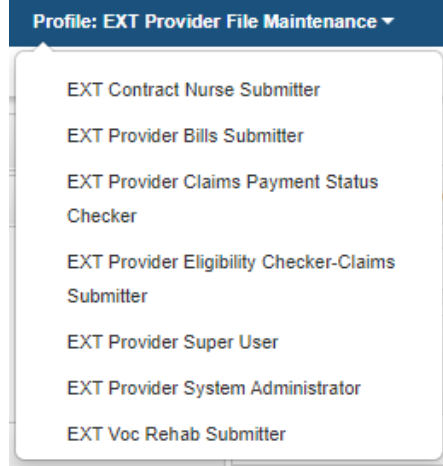 Profile: EXT Provider File Maintenance
EXT Contract Nurse Submitter
EXT Provider Bills Submitter
EXT Provider Claims Payment Status
Checker
EXT Provider Eligibility Checker-Claims
Submitter
EXT Provider Super User
EXT Provider System Administrator
EXT Voc Rehab Submitter